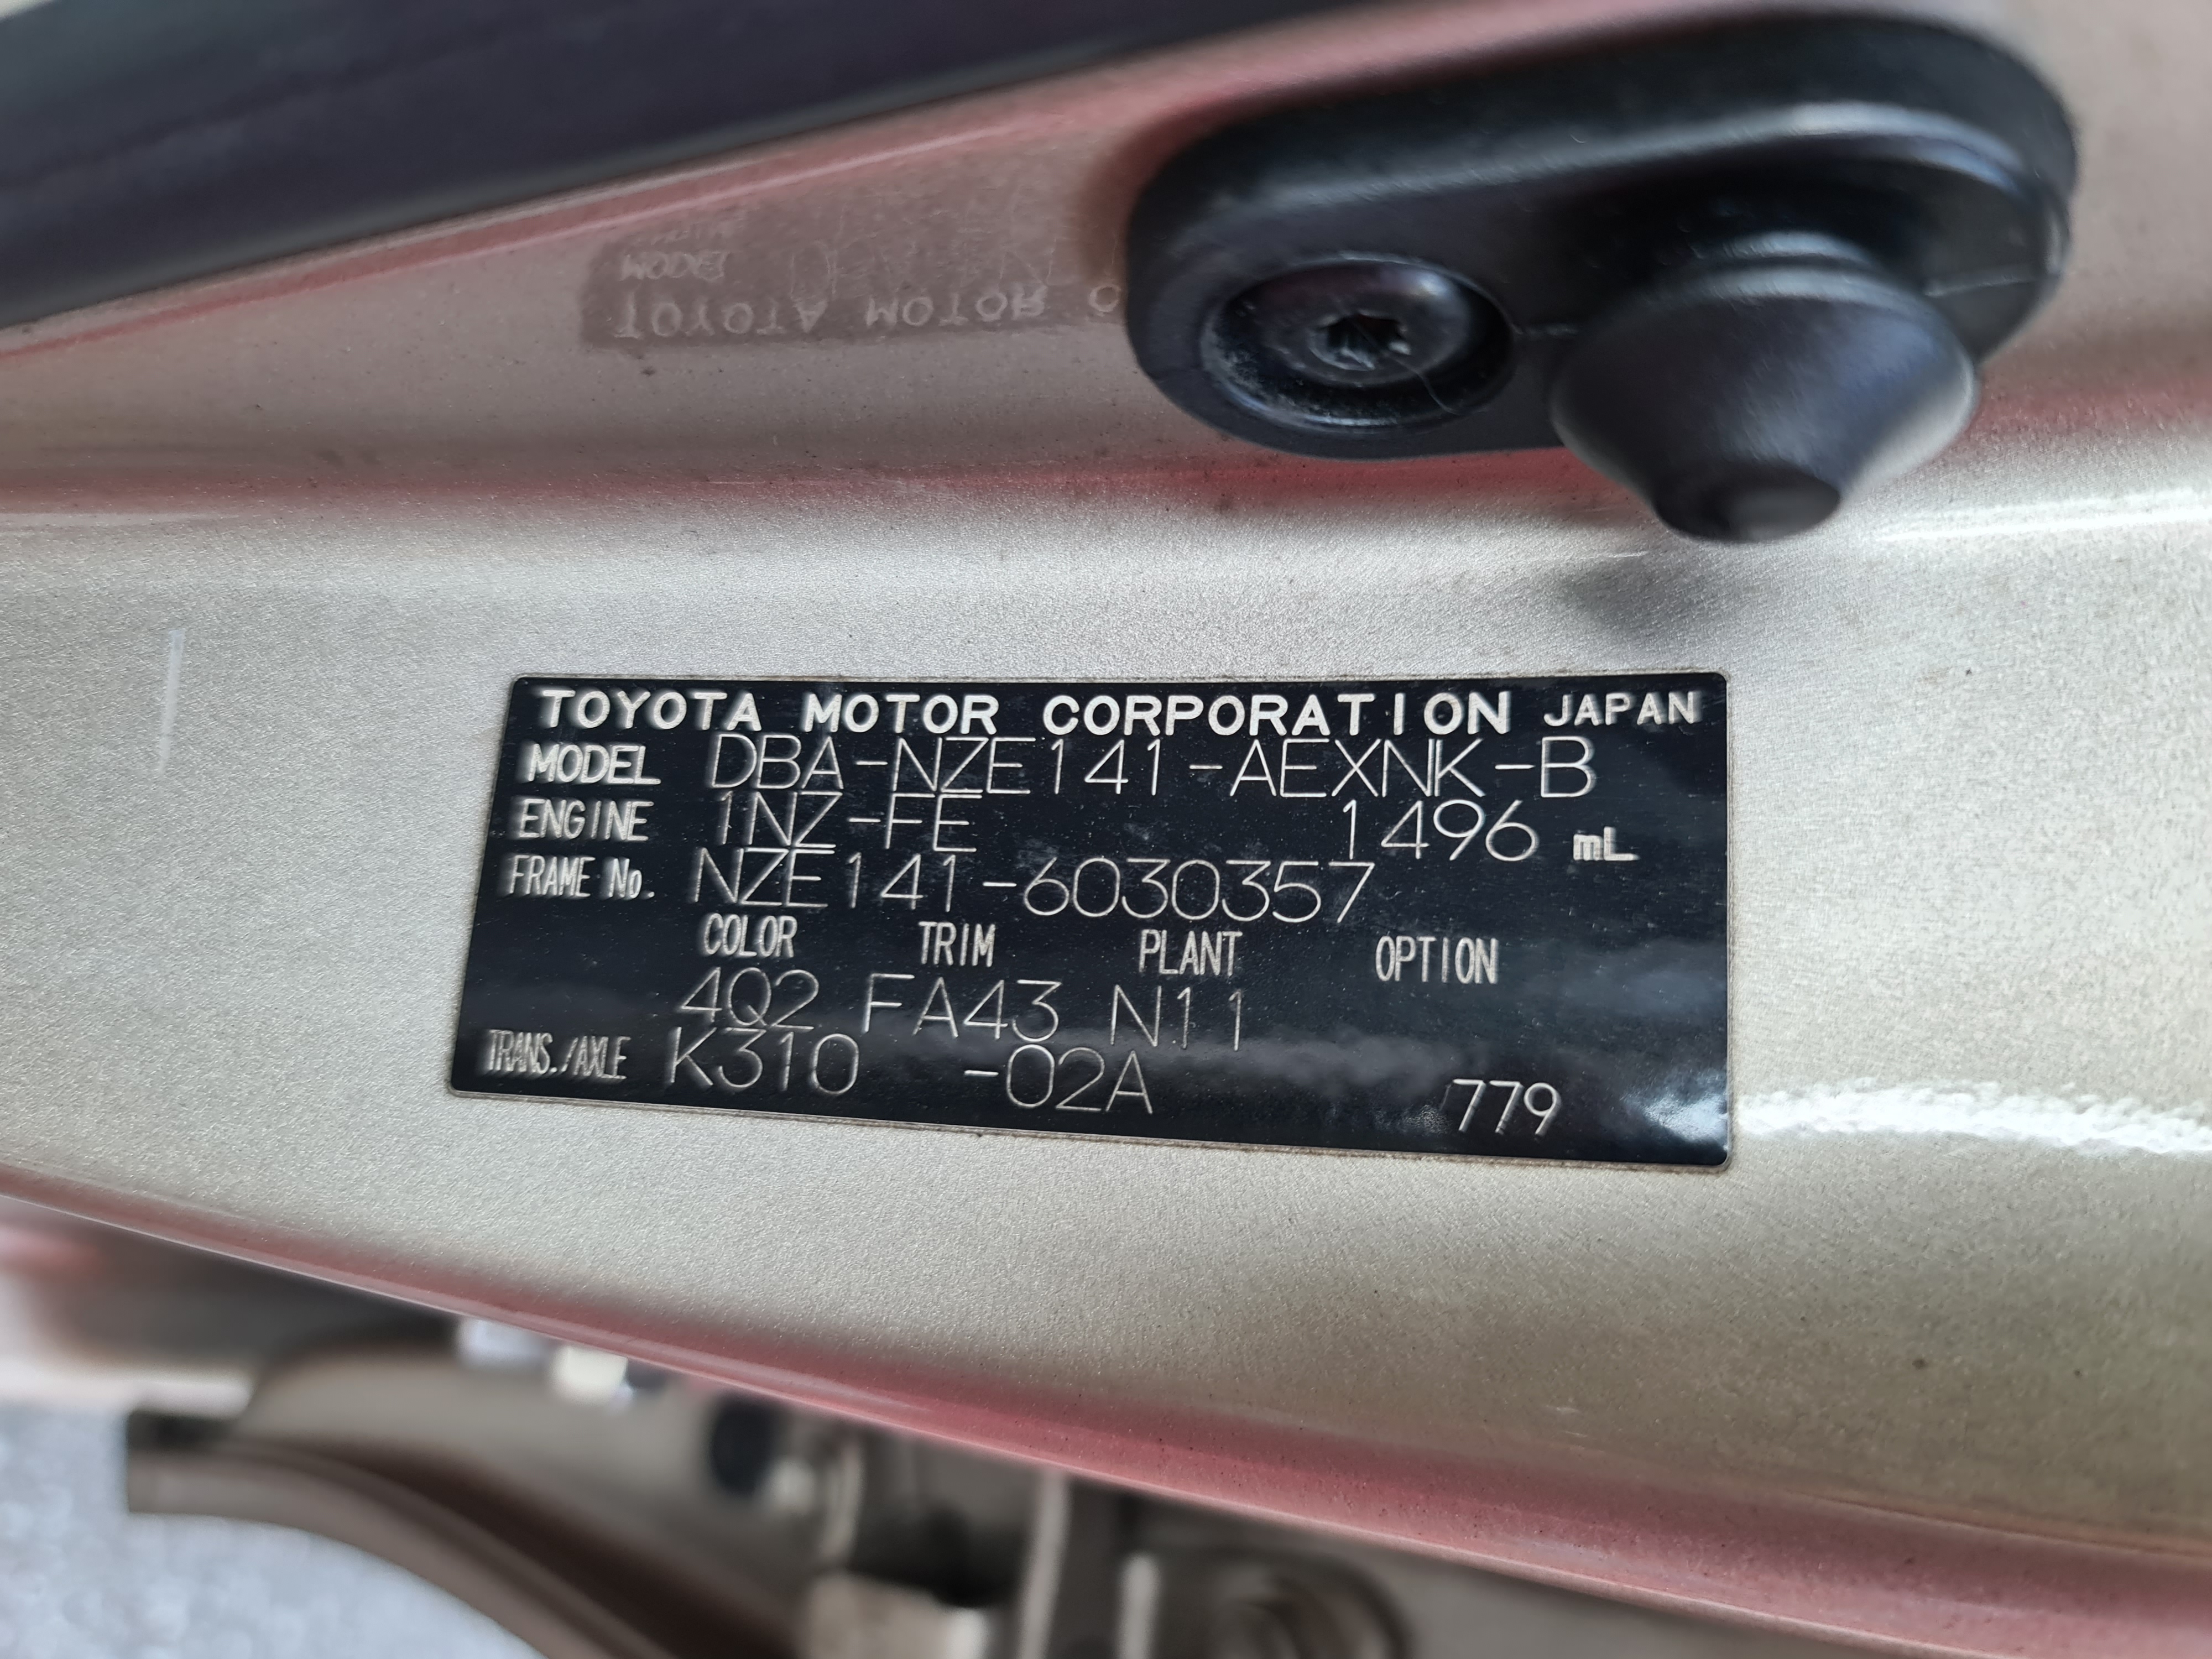 TOYOTA MOTOR CORPORATION JAPAN
MODEL DBA-NZE141-AEXNK-B
ENGINE 1NZ-FE 1496 mL
FRAME No. NZE141-6030357
COLOR TRIM PLANT OPTION
4Q2 FA43 N11
TRANS./AXLE K310 -02A 779